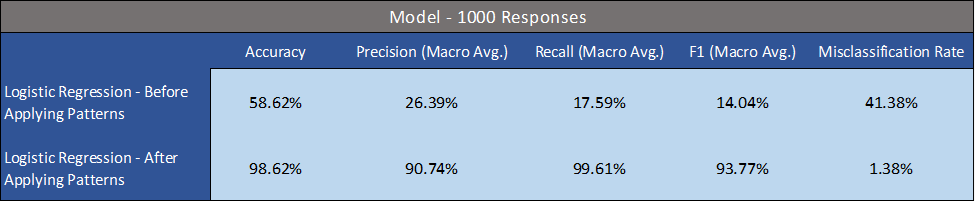 Model - 1000 Responses
Accuracy Precision (Macro Avg.) Recall (Macro Avg.) F1 (Macro Avg.) Misclassification Rate
Logistic Regression - Before
Applying Patterns
58.62% 26.39% 17.59% 14.04% 41.38%
Logistic Regression - After
Applying Patterns
98.62% 90.74% 99.61% 93.77% 1.38%